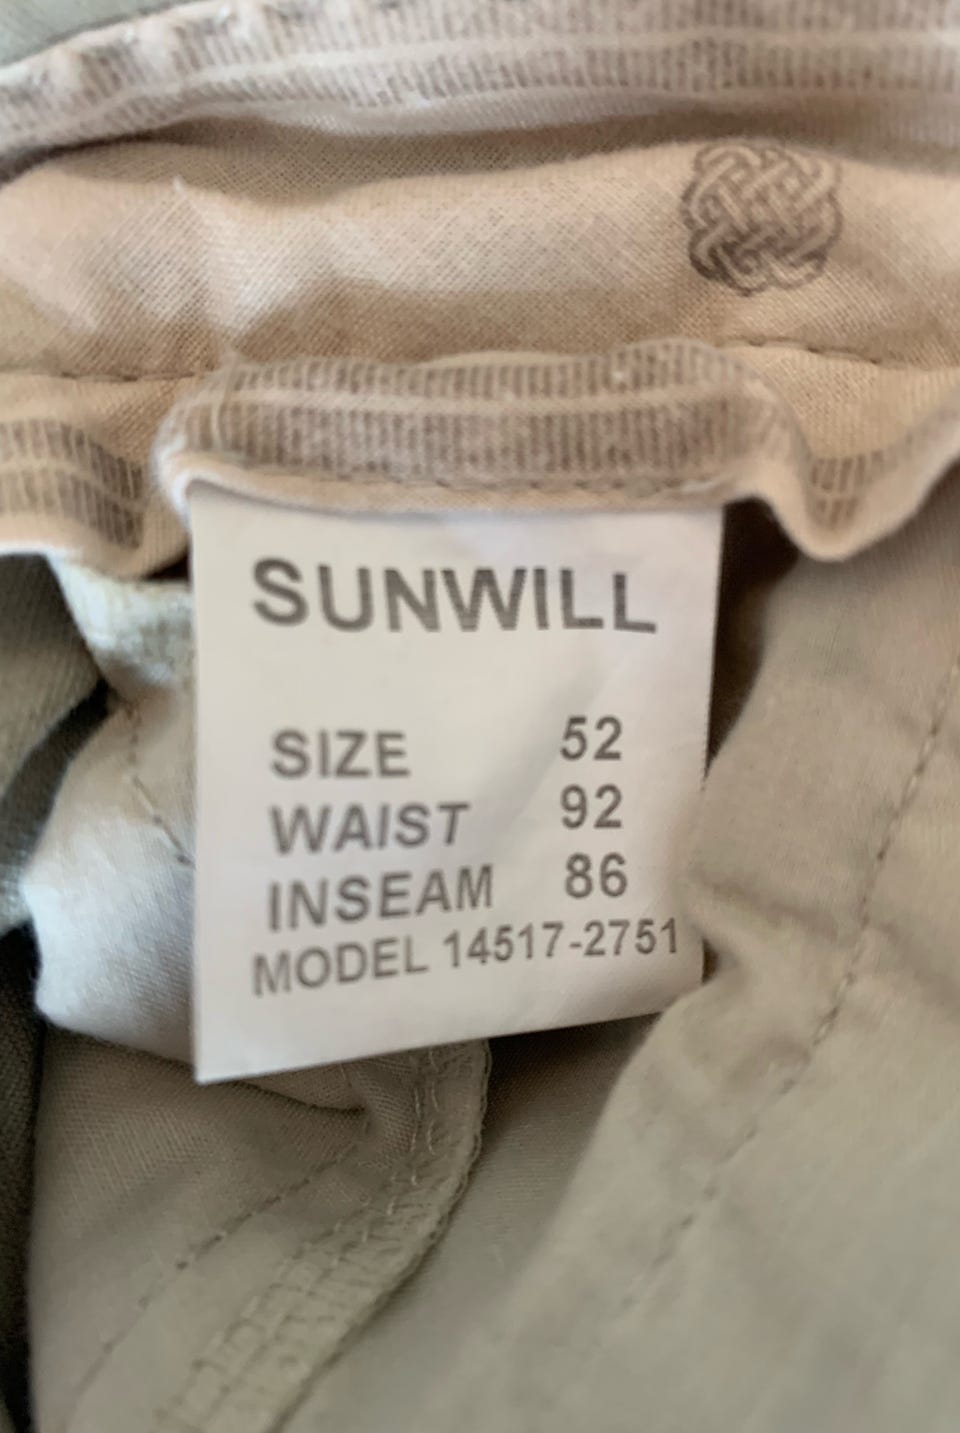 SUNWILL
SIZE 52
WAIST 92
INSEAM 86
MODEL 14517-2751